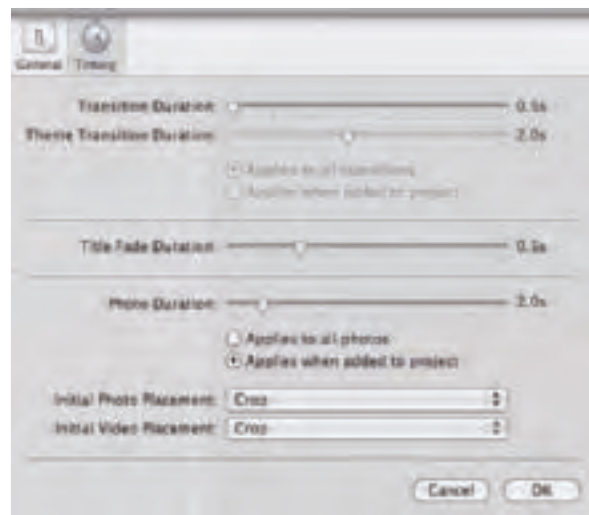 General Timing
Transition Duration: 0.5s
Theme Transition Duration: 2.0s
Applies to all transitions
Applies when added to project
Title Fade Duration: 0.5s
Photo Duration: 2.0s
Applies to all photos
Applies when added to project
Initial Photo Placement: Crop
Initial Video Placement: Crop
Cancel OK